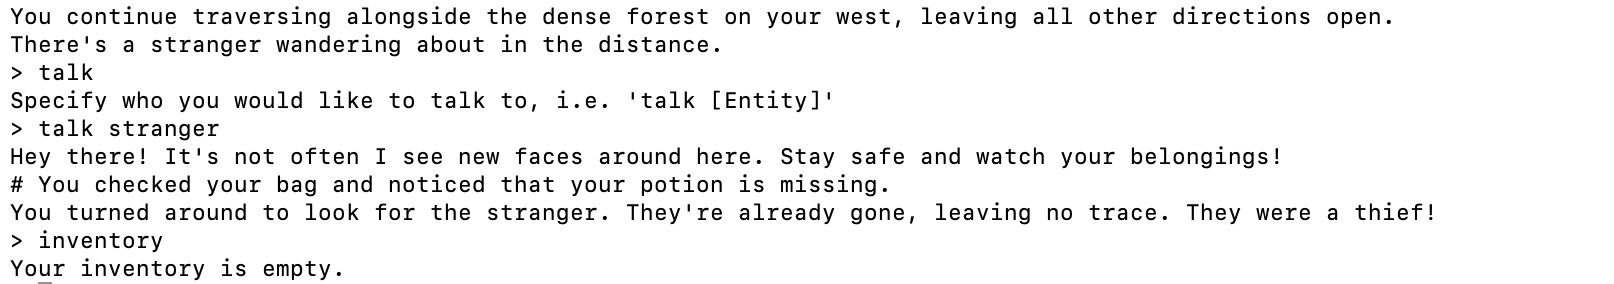 You continue traversing alongside the dense forest on your west, leaving all other directions open.
There's a stranger wandering about in the distance.
> talk
Specify who you would like to talk to, i.e. 'talk [Entity]'
> talk stranger
Hey there! It's not often I see new faces around here. Stay safe and watch your belongings!
# You checked your bag and noticed that your potion is missing.
You turned around to look for the stranger. They're already gone, leaving no trace. They were a thief!
> inventory
Your inventory is empty.